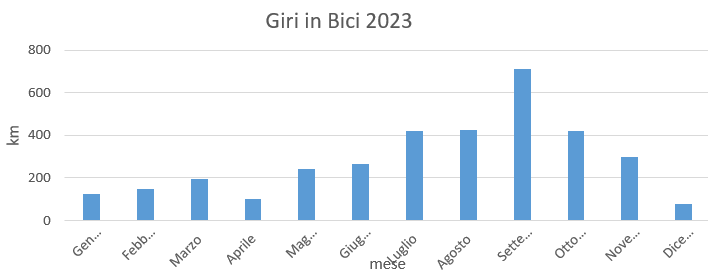 Giri in Bici 2023
800
600
400
200
0
km
Gen...
Febb...
Marzo
Aprile
Mag...
Giug...
Luglio
Agosto
Sette...
Otto...
Nove...
Dice...
mese